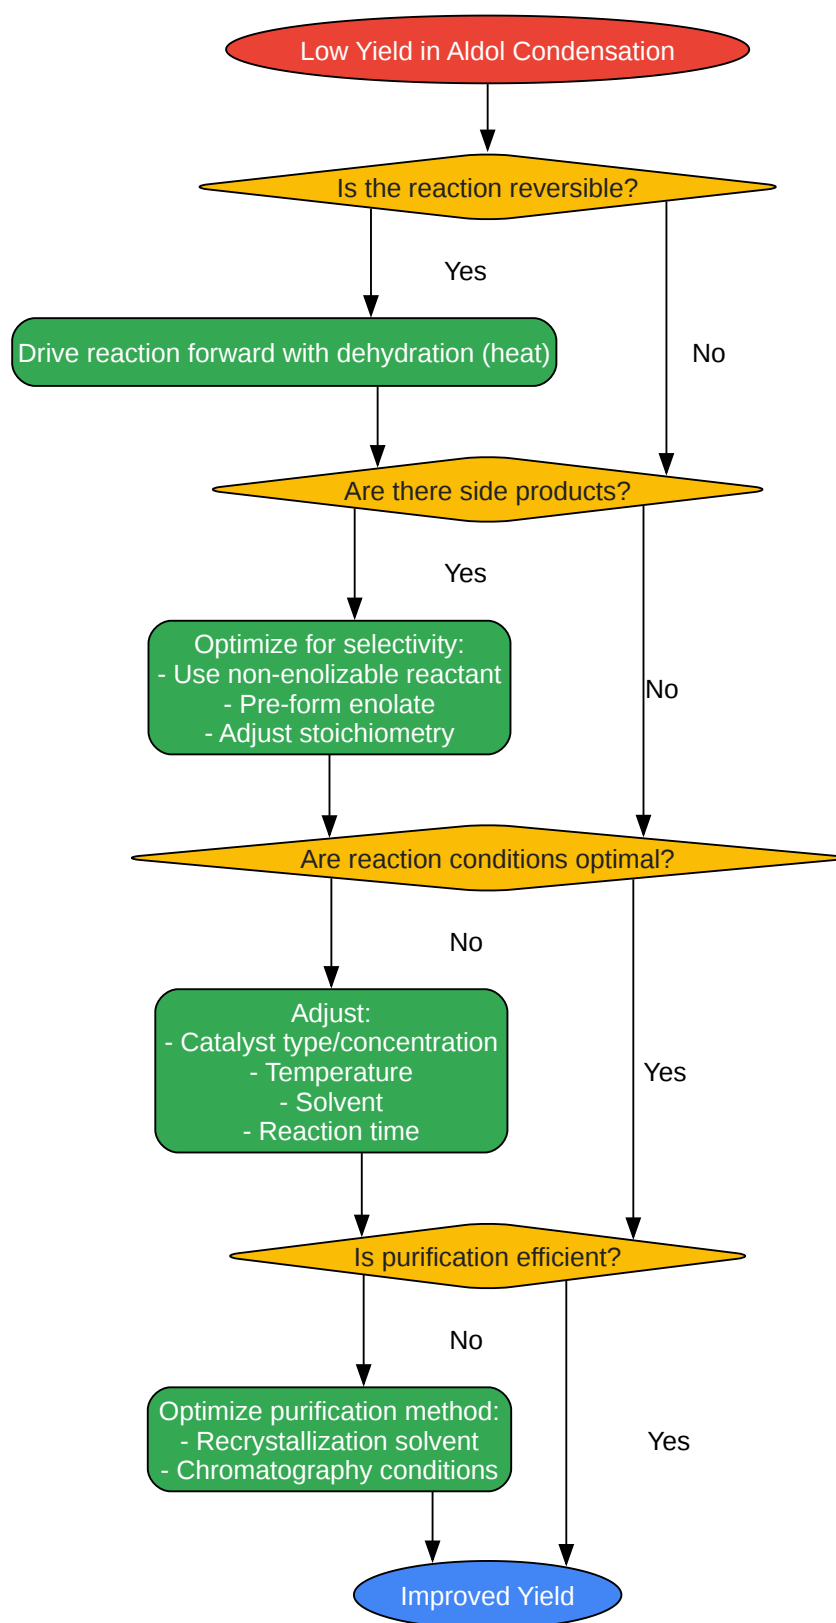 Low Yield in Aldol Condensation
Is the reaction reversible?
Yes
Drive reaction forward with dehydration (heat)
No
Are there side products?
Yes
Optimize for selectivity:
- Use non-enolizable reactant
- Pre-form enolate
- Adjust stoichiometry
No
Are reaction conditions optimal?
No
Adjust:
- Catalyst type/concentration
- Temperature
- Solvent
- Reaction time
Yes
Is purification efficient?
No
Optimize purification method:
- Recrystallization solvent
- Chromatography conditions
Yes
Improved Yield